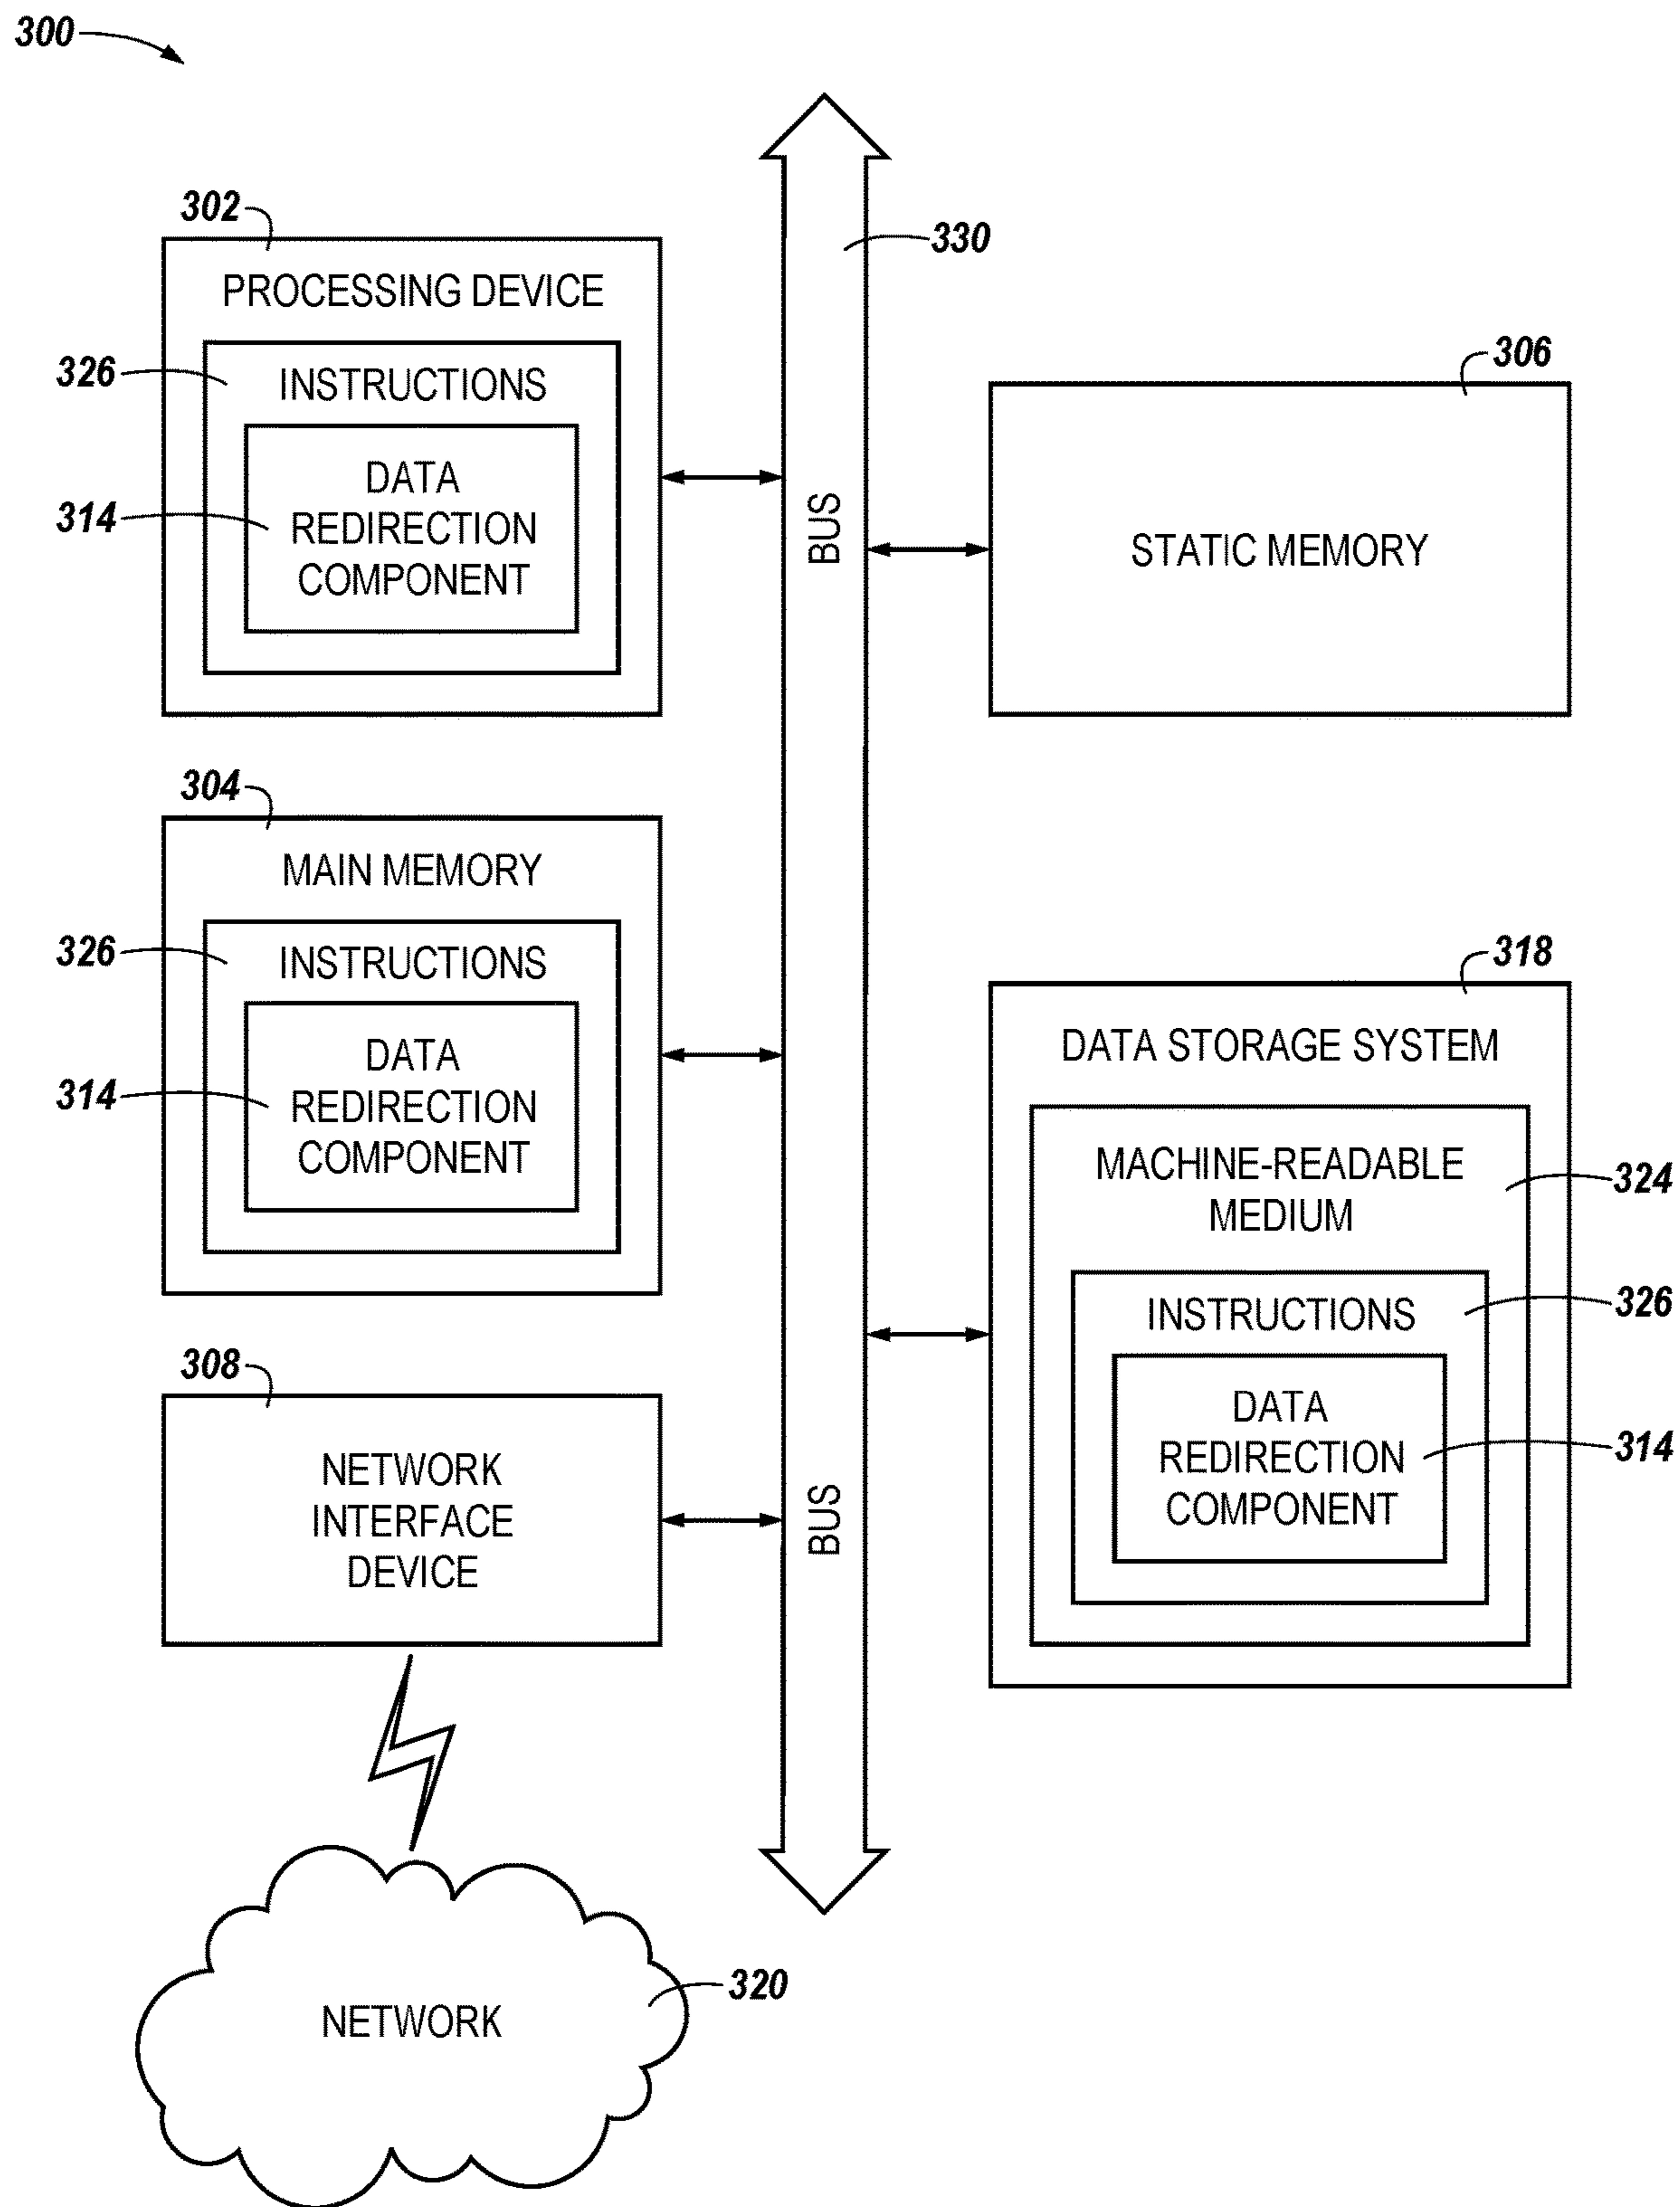 300
302
PROCESSING DEVICE
326
INSTRUCTIONS
314
DATA
REDIRECTION
COMPONENT
304
MAIN MEMORY
326
INSTRUCTIONS
314
DATA
REDIRECTION
COMPONENT
308
NETWORK
INTERFACE
DEVICE
320
NETWORK
330
BUS
BUS
306
STATIC MEMORY
318
DATA STORAGE SYSTEM
324
MACHINE-READABLE
MEDIUM
326
INSTRUCTIONS
314
DATA
REDIRECTION
COMPONENT